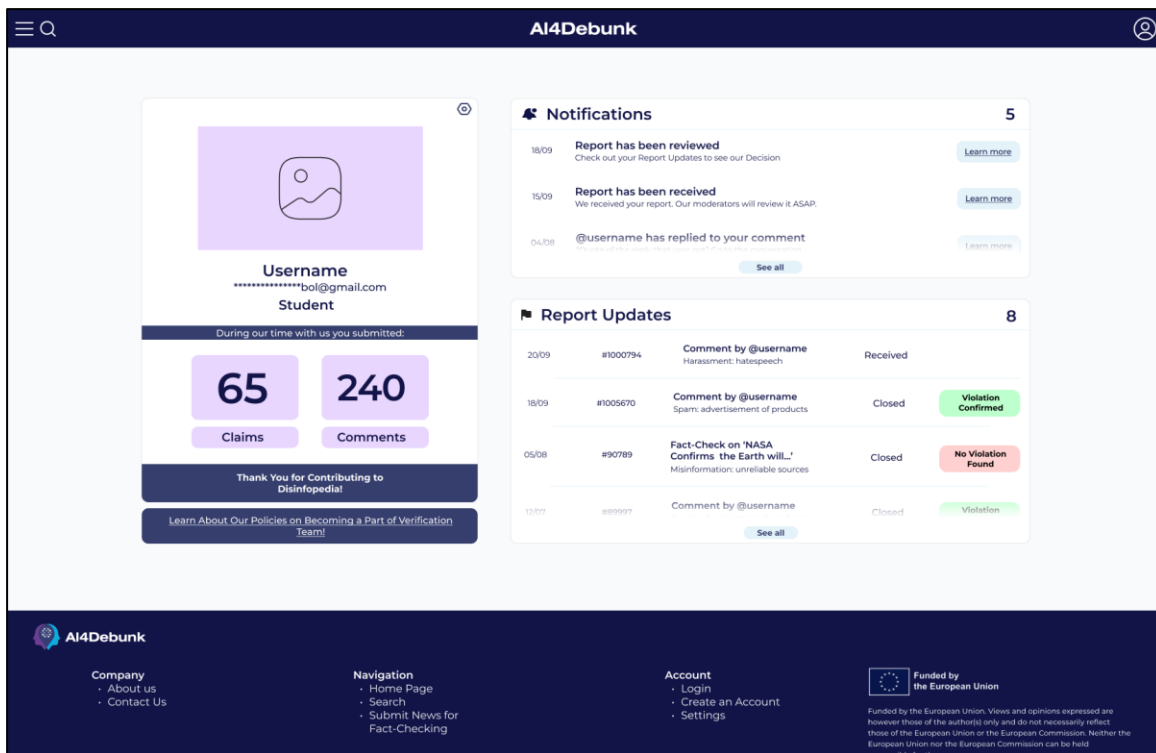 AI4Debunk
Username
***************bol@gmail.com
Student
During our time with us you submitted:
65
240
Claims
Comments
Thank You for Contributing to
Disinfopedia!
Learn About Our Policies on Becoming a Part of Verification
Team!
Notifications 5
18/09 Report has been reviewed
Check out your Report Updates to see our Decision
Learn more
15/09 Report has been received
We received your report. Our moderators will review it ASAP.
Learn more
04/08 @username has replied to your comment
Learn more
See all
Report Updates 8
20/09 #1000794 Comment by @username Received
Harassment: hatespeech
18/09 #1005670 Comment by @username Closed
Spam: advertisement of products
Violation
Confirmed
05/08 #90789 Fact-Check on ‘NASA
Confirms the Earth will...’ Closed
Misinformation: unreliable sources
No Violation
Found
12/07 #89997 Comment by @username Closed
Violation
See all
AI4Debunk
Company
· About us
· Contact Us
Navigation
· Home Page
· Search
· Submit News for
Fact-Checking
Account
· Login
· Create an Account
· Settings
Funded by
the European Union
Funded by the European Union. Views and opinions expressed are
however those of the author(s) only and do not necessarily reflect
those of the European Union or the European Commission. Neither the
European Union nor the European Commission can be held